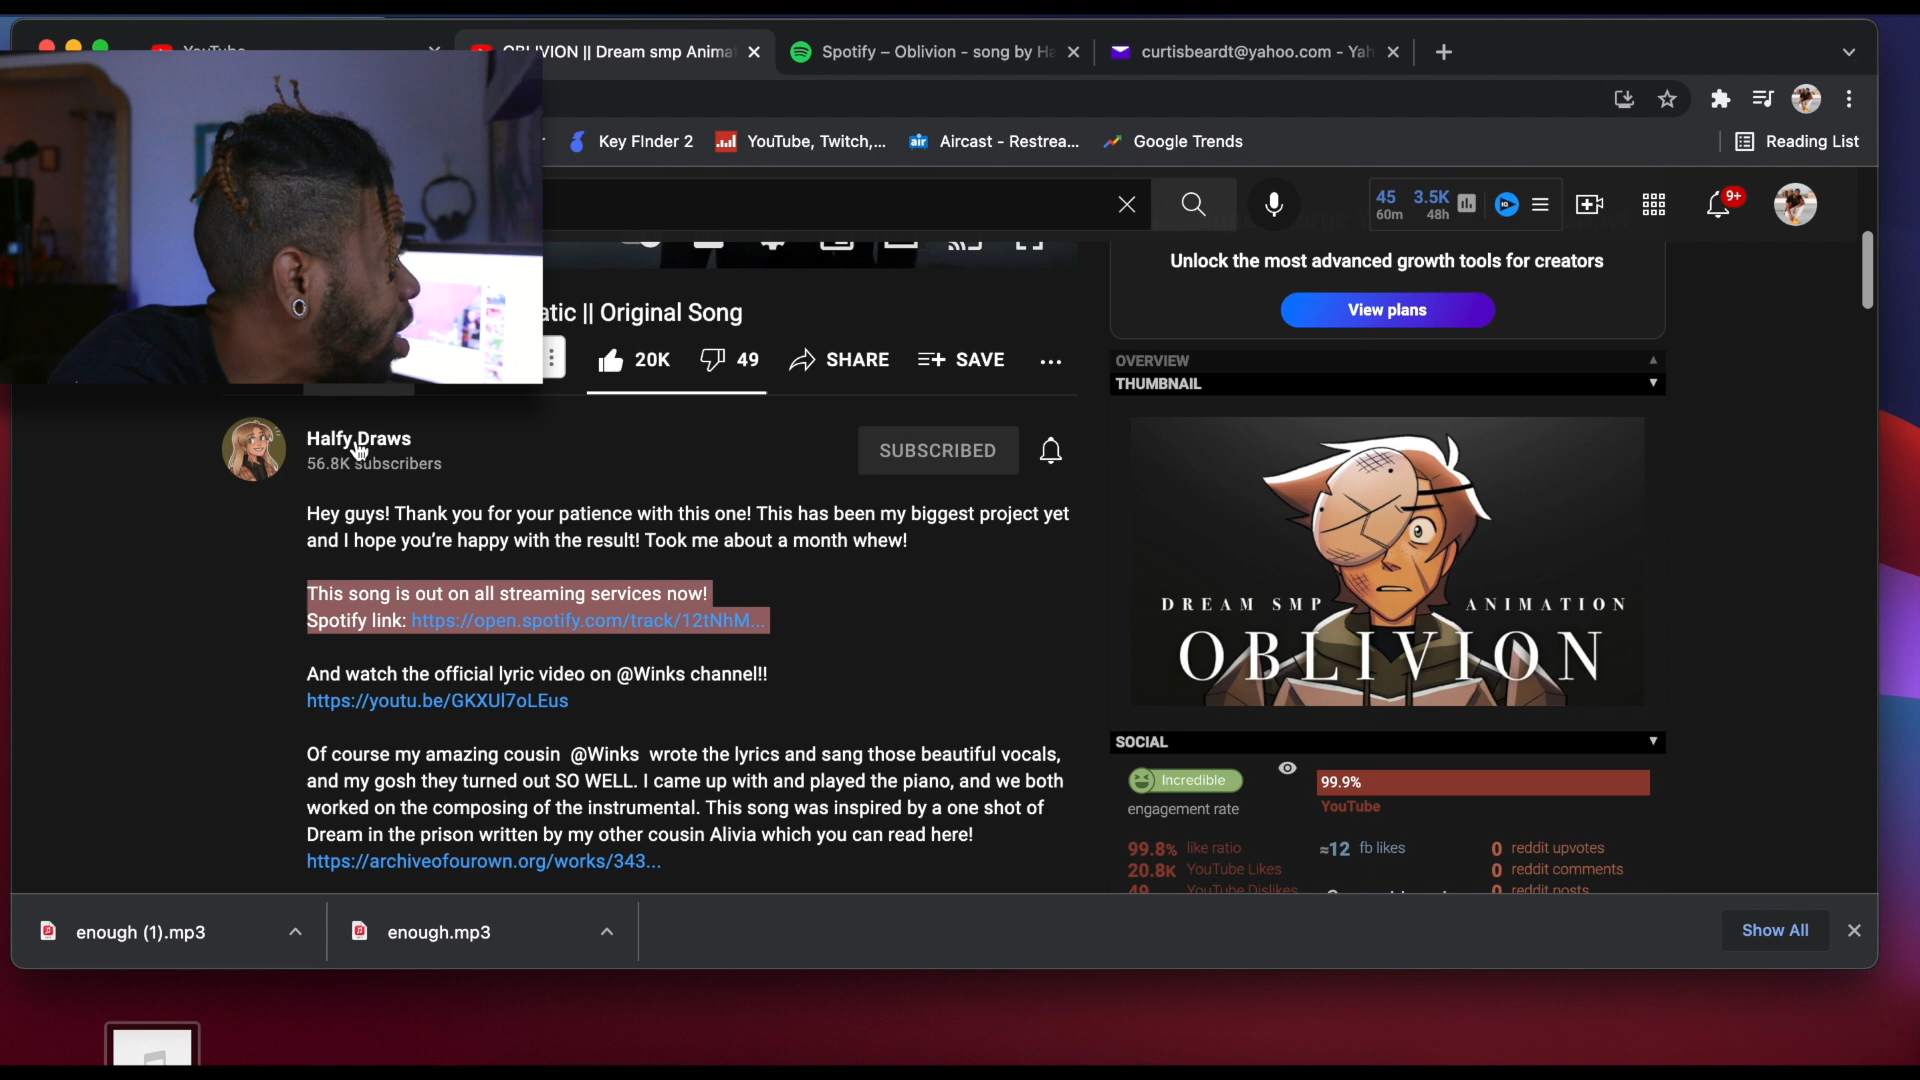 YouTube
OBLIVION || Dream smp Anima
Spotify – Oblivion - song by Ha
curtisbeardt@yahoo.com - Yah
Key FInder 2
YouTube, Twitch,...
Aircast - Restrea...
Google Trends
Reading List
45
60m
3.5K
48h
9+
Unlock the most advanced growth tools for creators
View plans
atic || Original Song
20K
49
SHARE
SAVE
OVERVIEW
THUMBNAIL
Halfy Draws
56.8K subscribers
SUBSCRIBED
Hey guys! Thank you for your patience with this one! This has been my biggest project yet
and I hope you’re happy with the result! Took me about a month whew!
This song is out on all streaming services now!
Spotify link: https://open.spotify.com/track/12tNhM...
And watch the official lyric video on @Winks channel!!
https://youtu.be/GKXUl7oLEus
Of course my amazing cousin @Winks wrote the lyrics and sang those beautiful vocals,
and my gosh they turned out SO WELL. I came up with and played the piano, and we both
worked on the composing of the instrumental. This song was inspired by a one shot of
Dream in the prison written by my other cousin Alivia which you can read here!
https://archiveofourown.org/works/343...
DREAM SMP ANIMATION
OBLIVION
SOCIAL
Incredible
engagement rate
99.9%
YouTube
99.8% like ratio
≈12 fb likes
0 reddit upvotes
20.8K YouTube Likes
0 reddit comments
49 YouTube Dislikes
0 reddit posts
enough (1).mp3
enough.mp3
Show All